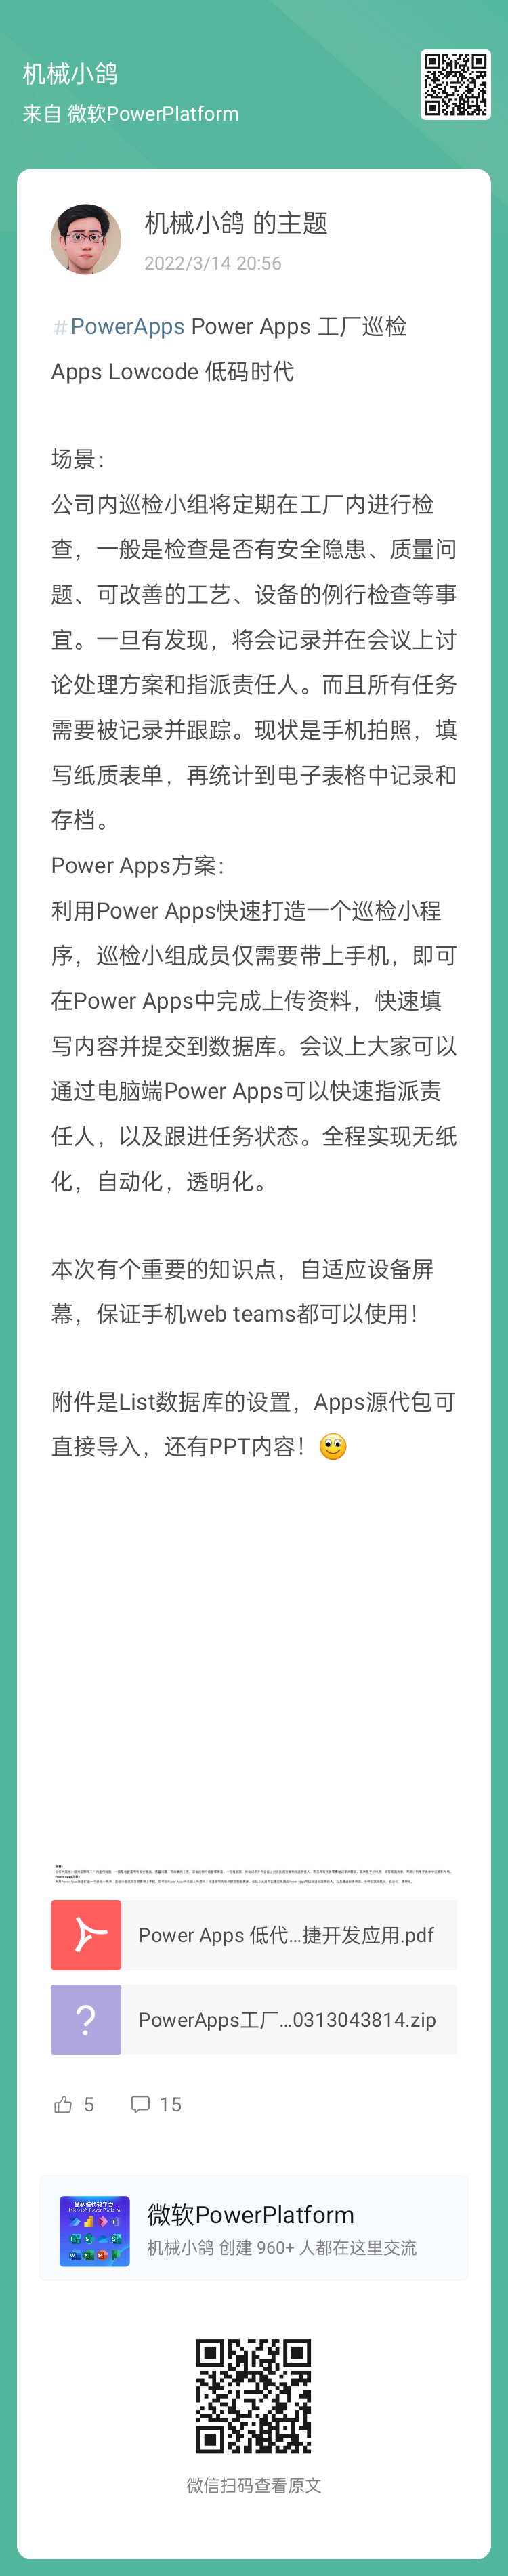 机械小鸽
来自 微软PowerPlatform
机械小鸽 的主题
2022/3/14 20:56
#PowerApps Power Apps 工厂巡检
Apps Lowcode 低码时代
场景：
公司内巡检小组将定期在工厂内进行检
查，一般是检查是否有安全隐患、质量问
题、可改善的工艺、设备的例行检查等事
宜。一旦有发现，将会记录并在会议上讨
论处理方案和指派责任人。而且所有任务
需要被记录并跟踪。现状是手机拍照，填
写纸质表单，再统计到电子表格中记录和
存档。
Power Apps方案：
利用Power Apps快速打造一个巡检小程
序，巡检小组成员仅需要带上手机，即可
在Power Apps中完成上传资料，快速填
写内容并提交到数据库。会议上大家可以
通过电脑端Power Apps可以快速指派责
任人，以及跟进任务状态。全程实现无纸
化，自动化，透明化。
本次有个重要的知识点，自适应设备屏
幕，保证手机web teams都可以使用！
附件是List数据库的设置，Apps源代包可
直接导入，还有PPT内容！
Power Apps 低代...捷开发应用.pdf
PowerApps工厂...0313043814.zip
5 15
微软PowerPlatform
机械小鸽 创建 960+ 人都在这里交流
微信扫码查看原文